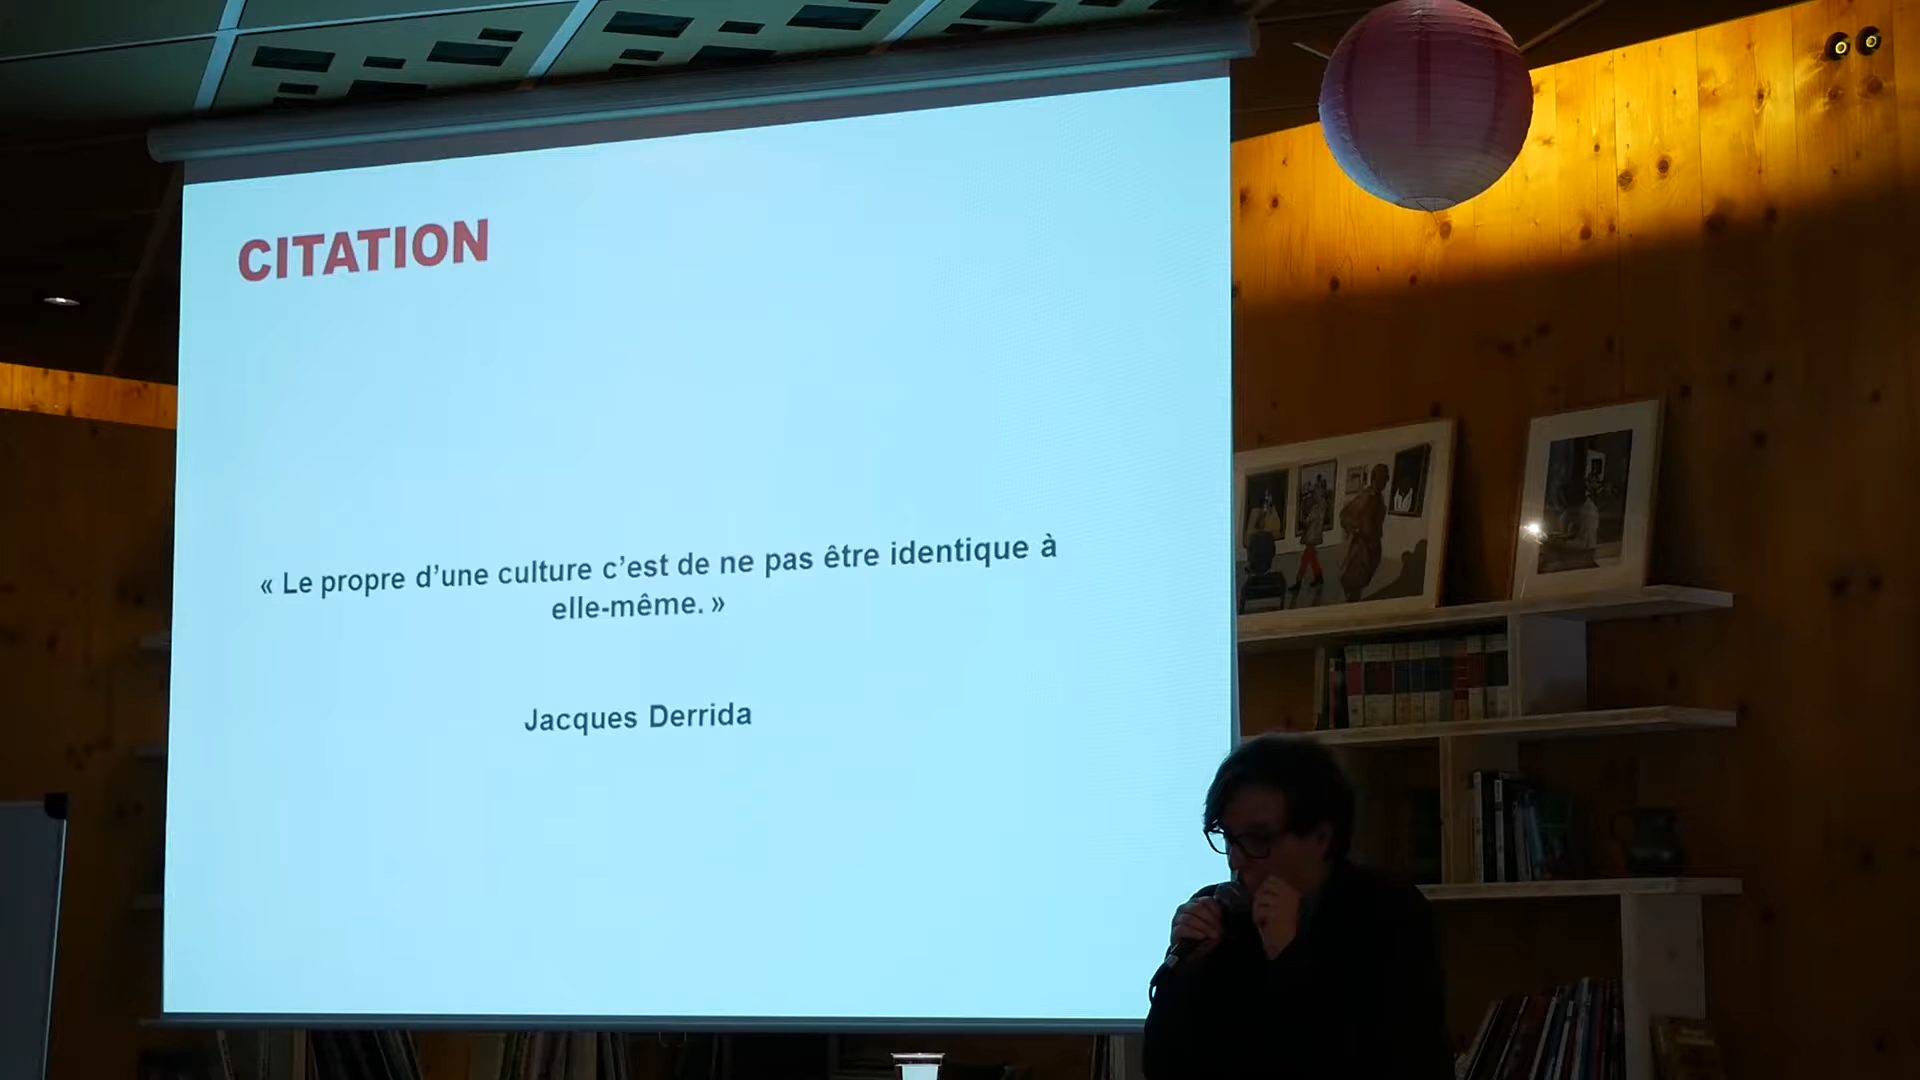 CITATION
« Le propre d’une culture c’est de ne pas être identique à
elle-même. »
Jacques Derrida